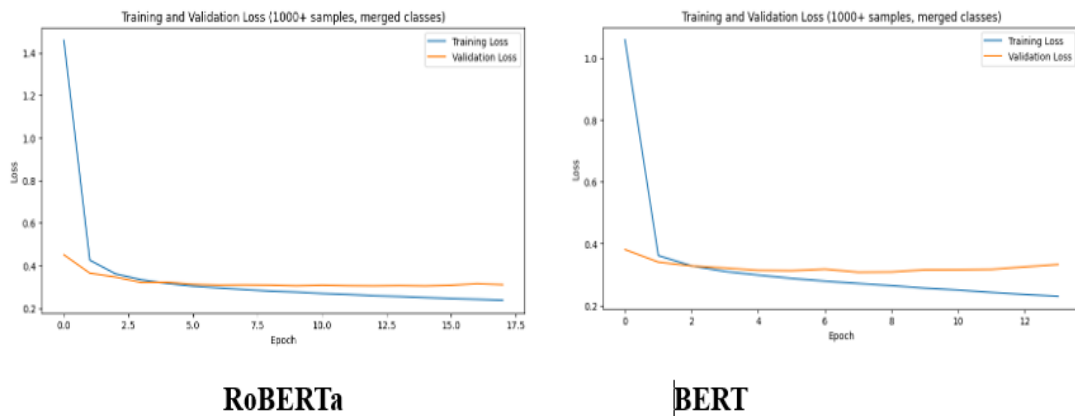 Training and Validation Loss (1000+ samples, merged classes)
Training Loss
Validation Loss
Loss
1.4
1.2
1.0
0.8
0.6
0.4
0.2
0.0 2.5 5.0 7.5 10.0 12.5 15.0 17.5
Epoch
RoBERTa
Training and Validation Loss (1000+ samples, merged classes)
Training Loss
Validation Loss
Loss
1.0
0.8
0.6
0.4
0.2
0 2 4 6 8 10 12
Epoch
BERT